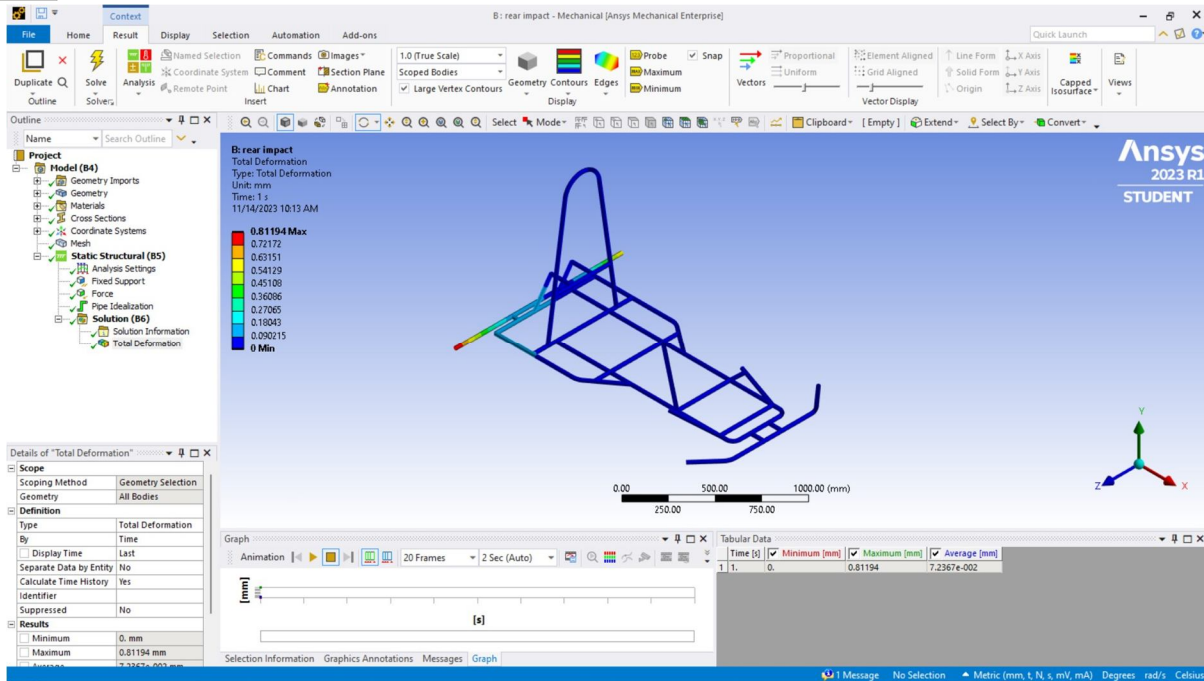 Context
B: rear impact - Mechanical [Ansys Mechanical Enterprise]
File Home Result Display Selection Automation Add-ons
Quick Launch
Duplicate Q
Outline
Solve
Solver
Analysis
Named Selection
Coordinate System
Remote Point
Commands
Comment
Chart
Images
Section Plane
Annotation
Insert
1.0 (True Scale)
Scoped Bodies
Large Vertex Contours
Geometry Contours Edges
Probe
Maximum
Minimum
Snap
Display
Vectors
Proportional
Uniform
Element Aligned
Grid Aligned
Line Form
Solid Form
Origin
X Axis
Y Axis
Z Axis
Vector Display
Capped
Isosurface
Views
Outline
Name Search Outline
Select Mode Clipboard [ Empty ] Extend Select By Convert
Project
Model (B4)
Geometry Imports
Geometry
Materials
Cross Sections
Coordinate Systems
Mesh
Static Structural (B5)
Analysis Settings
Fixed Support
Force
Pipe Idealization
Solution (B6)
Solution Information
Total Deformation
B: rear impact
Total Deformation
Type: Total Deformation
Unit: mm
Time: 1 s
11/14/2023 10:13 AM
0.81194 Max
0.72172
0.63151
0.54129
0.45108
0.36086
0.27065
0.18043
0.090215
0 Min
Ansys
2023 R1
STUDENT
0.00 500.00 1000.00 (mm)
250.00 750.00
Y
Z
X
Details of "Total Deformation"
Scope
Scoping Method Geometry Selection
Geometry All Bodies
Definition
Type Total Deformation
By Time
Display Time Last
Separate Data by Entity No
Calculate Time History Yes
Identifier
Suppressed No
Results
Minimum 0. mm
Maximum 0.81194 mm
Average 7.2367e-002 mm
Graph
Animation 20 Frames 2 Sec (Auto)
[mm]
[s]
Selection Information Graphics Annotations Messages Graph
Tabular Data
Time [s] Minimum [mm] Maximum [mm] Average [mm]
1 1. 0. 0.81194 7.2367e-002
1 Message No Selection Metric (mm, t, N, s, mV, mA) Degrees rad/s Celsius